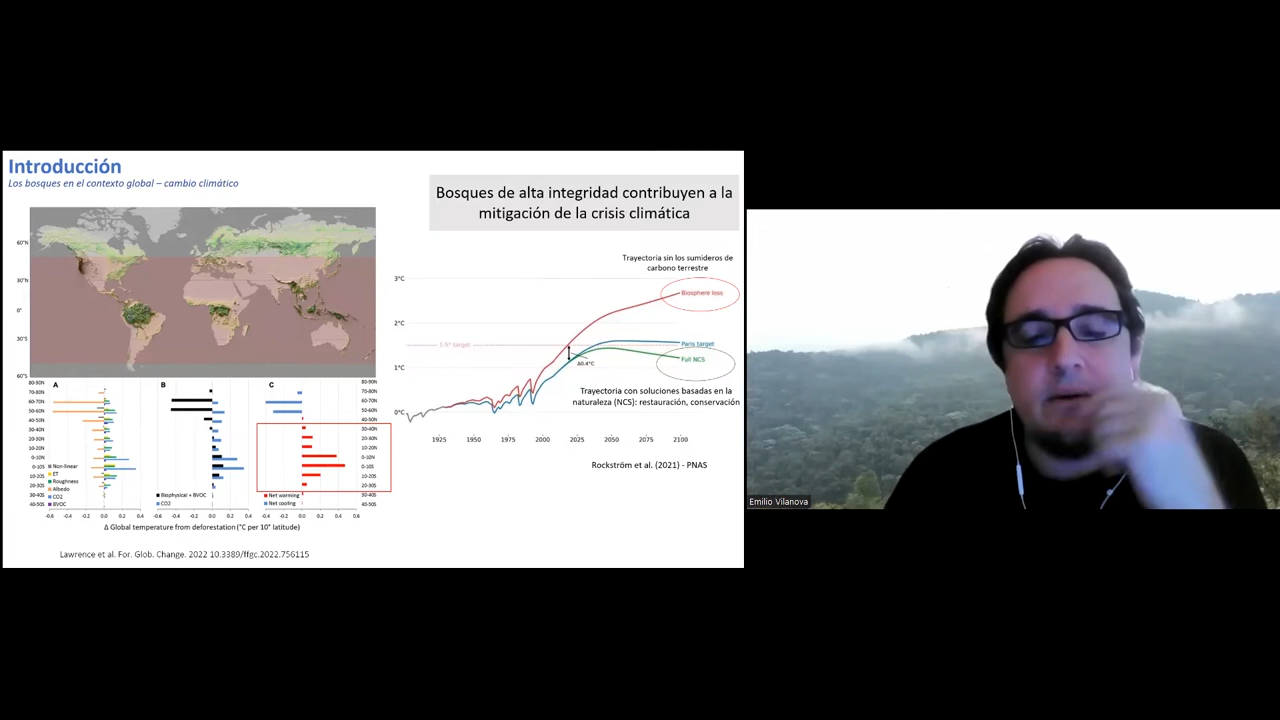 Introducción
Los bosques en el contexto global – cambio climático
Bosques de alta integridad contribuyen a la
mitigación de la crisis climática
60°N
30°N
0°
30°S
60°S
Trayectoria sin los sumideros de
carbono terrestre
3°C
2°C
1°C
0°C
Biosphere loss
1.5° target
Paris target
Full NCS
Δ0.4°C
Trayectoria con soluciones basadas en la
naturaleza (NCS): restauración, conservación
1925 1950 1975 2000 2025 2050 2075 2100
Rockström et al. (2021) - PNAS
A B C
80-90N 80-90N
70-80N 70-80N
60-70N 60-70N
50-60N 50-60N
40-50N 40-50N
30-40N 30-40N
20-30N 20-30N
10-20N 10-20N
0-10N 0-10N
0-10S 0-10S
10-20S 10-20S
20-30S 20-30S
30-40S 30-40S
40-50S 40-50S
Non-linear
ET
Roughness
Albedo
CO2
BVOC
Biophysical + BVOC
CO2
Net warming
Net cooling
-0.6 -0.4 -0.2 0.0 0.2 0.4 -0.6 -0.4 -0.2 0.0 0.2 0.4 -0.4 -0.2 0.0 0.2 0.4 0.6
Δ Global temperature from deforestation (°C per 10° latitude)
Lawrence et al. For. Glob. Change. 2022 10.3389/ffgc.2022.756115
Emilio Vilanova